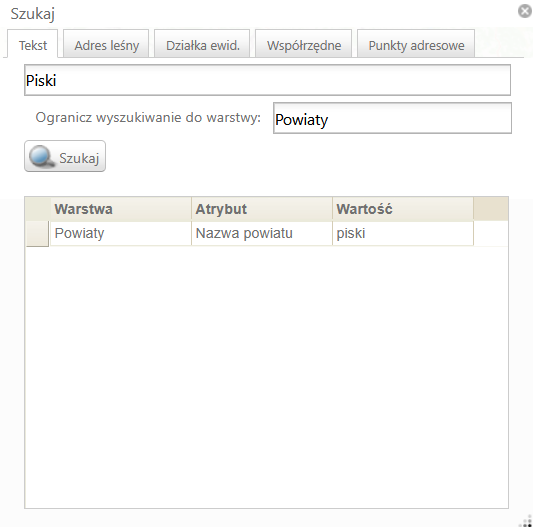 Szukaj
Tekst Adres leśny Działka ewid. Współrzędne Punkty adresowe
Piski
Ogranicz wyszukiwanie do warstwy: Powiaty
Szukaj
Warstwa Atrybut Wartość
Powiaty Nazwa powiatu piski